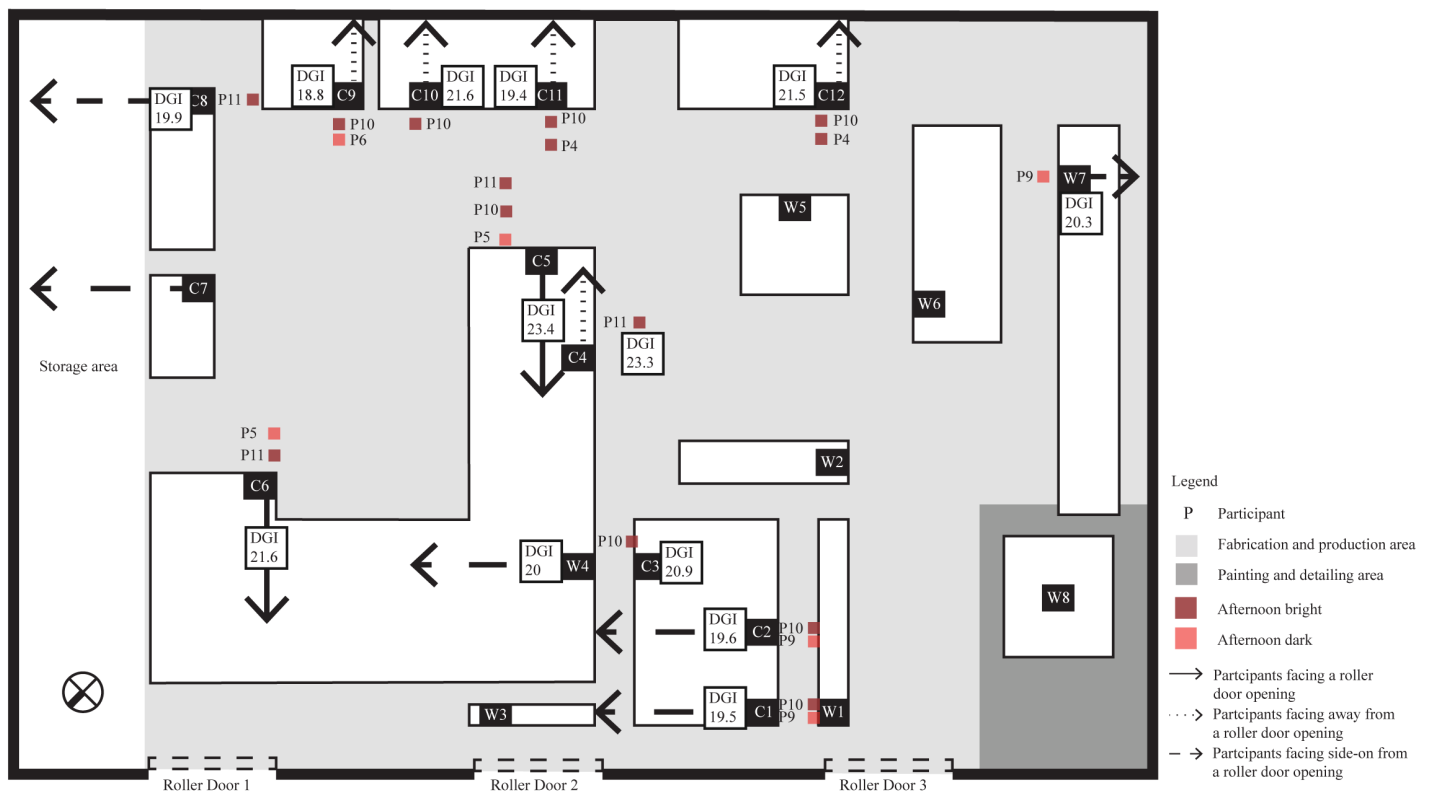 DGI
18.8
C9
C10
DGI
21.6
DGI
19.4
C11
DGI
21.5
C12
DGI
19.9
C8
P11
P10
P6
P10
P10
P4
P10
P4
P11
P10
P5
W5
P9
W7
DGI
20.3
C5
C7
W6
DGI
23.4
P11
DGI
23.3
C4
Storage area
P5
P11
C6
W2
DGI
21.6
DGI
20
W4
P10
C3
DGI
20.9
DGI
19.6
C2
P10
P9
W8
W3
DGI
19.5
C1
P10
P9
W1
Roller Door 1
Roller Door 2
Roller Door 3
Legend
P Participant
Fabrication and production area
Painting and detailing area
Afternoon bright
Afternoon dark
Partcipants facing a roller
door opening
Partcipants facing away from
a roller door opening
Partcipants facing side-on from
a roller door opening